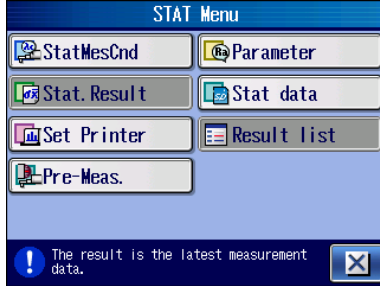 STAT Menu
StatMesCnd
Parameter
Stat.Result
Stat data
Set Printer
Result list
Pre-Meas.
The result is the latest measurement
data.